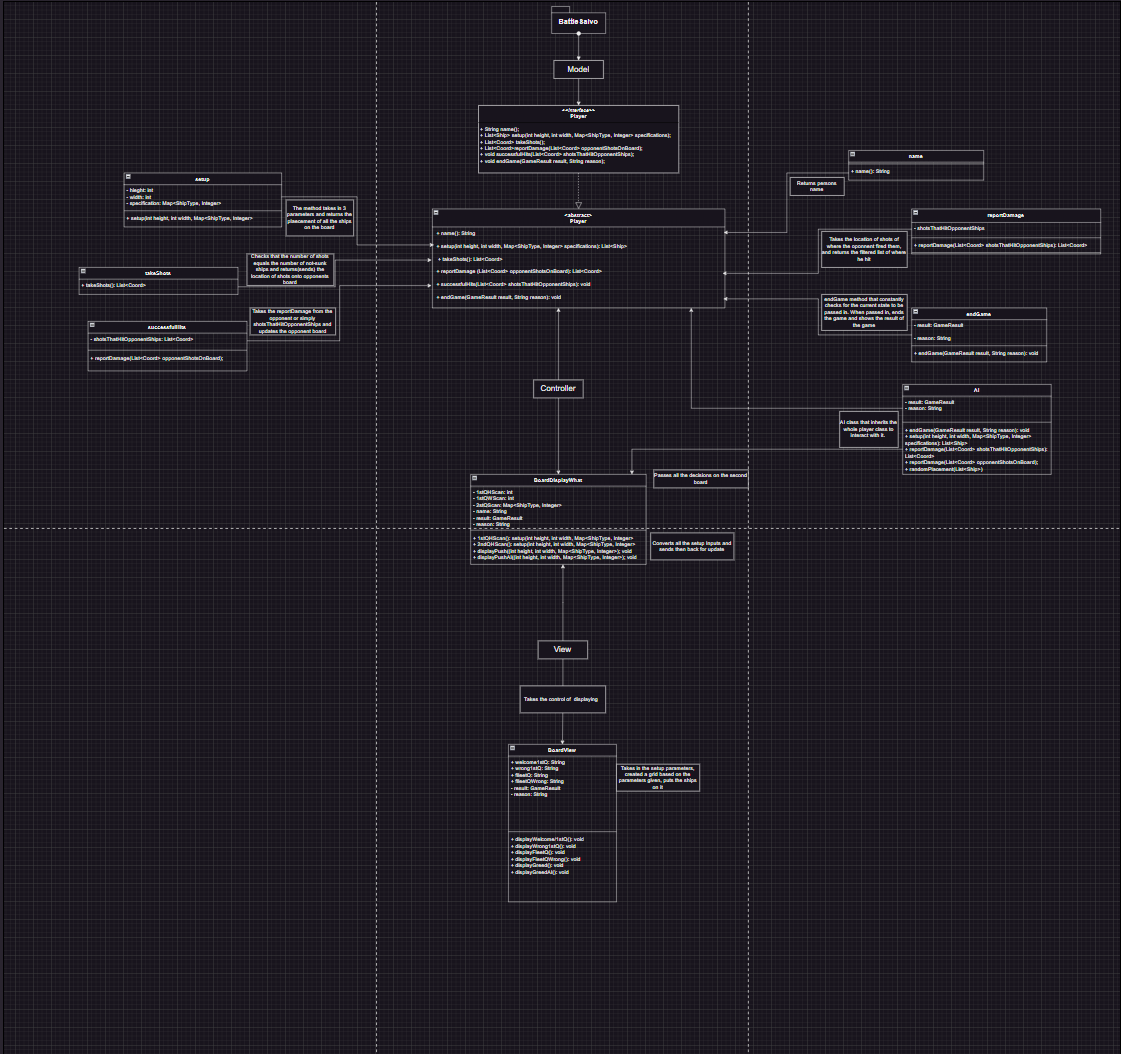 Battle Salvo
Model
<<interface>>
Player
+ String name();
+ List<Ship> setup(int height, int width, Map<ShipType, Integer> specifications);
+ List<Coord> takeShots();
+ List<Coord>reportDamage(List<Coord> opponentShotsOnBoard);
+ void successfulHits(List<Coord> shotsThatHitOpponentShips);
+ void endGame(GameResult result, String reason);
name
+ name(): String
Returns persons
name
setup
- hieght: int
- width: int
- specification: Map<ShipType, Integer>
+ setup(int height, int width, Map<ShipType, Integer>)
The method takes in 3
parameters and returns the
placement of all the ships
on the board
<abstract>
Player
+ name(): String
+ setup(int height, int width, Map<ShipType, Integer> specifications): List<Ship>
+ takeShots(): List<Coord>
+ reportDamage (List<Coord> opponentShotsOnBoard): List<Coord>
+ successfulHits(List<Coord> shotsThatHitOpponentShips): void
+ endGame(GameResult result, String reason): void
reportDamage
- shotsThatHitOpponentShips
+ reportDamage(List<Coord> shotsThatHitOpponentShips): List<Coord>
Takes the location of shots of
where the opponent fired them,
and returns the filtered list of where
he hit
takeShots
+ takeShots(): List<Coord>
Checks that the number of shots
equals the number of not-sunk
ships and returns(sends) the
location of shots onto opponents
board
successfulHits
- shotsThatHitOpponentShips: List<Coord>
+ reportDamage(List<Coord> opponentShotsOnBoard);
Takes the reportDamage from the
opponent or simply
shotsThatHitOpponentShips and
updates the opponent board
endGame method that constantly
checks for the current state to be
passed in. When passed in, ends
the game and shows the result of
the game
endGame
- result: GameResult
- reason: String
+ endGame(GameResult result, String reason): void
Controller
AI
- result: GameResult
- reason: String
+ endGame(GameResult result, String reason): void
+ setup(int height, int width, Map<ShipType, Integer>
specifications): List<Ship>
+ reportDamage(List<Coord> shotsThatHitOpponentShips):
List<Coord>
+ reportDamage(List<Coord> opponentShotsOnBoard);
+ randomPlacement(List<Ship>)
AI class that inherits the
whole player class to
interact with it.
Passes all the decisions on the second
board
BoardDisplayWhat
- 1stQHScan: int
- 1stQWScan: int
- 2stQScan: Map<ShipType, Integer>
- name: String
- result: GameResult
- reason: String
+ 1stQHScan(): setup(int height, int width, Map<ShipType, Integer>
+ 2ndQHScan(): setup(int height, int width, Map<ShipType, Integer>
+ displayPush(int height, int width, Map<ShipType, Integer>); void
+ displayPushAI(int height, int width, Map<ShipType, Integer>); void
Converts all the setup inputs and
sends then back for update
View
Takes the control of displaying
BoardView
+ welcome1stQ: String
+ wrong1stQ: String
+ fleetQ: String
+ fleetQWrong: String
- result: GameResult
- reason: String
+ displayWelcome/1stQ(): void
+ displayWrong1stQ(): void
+ displayFleetQ(): void
+ displayFleetQWrong(): void
+ displayGreed(): void
+ displayGreedAI(): void
Takes in the setup parameters,
created a grid based on the
parameters given, puts the ships
on it